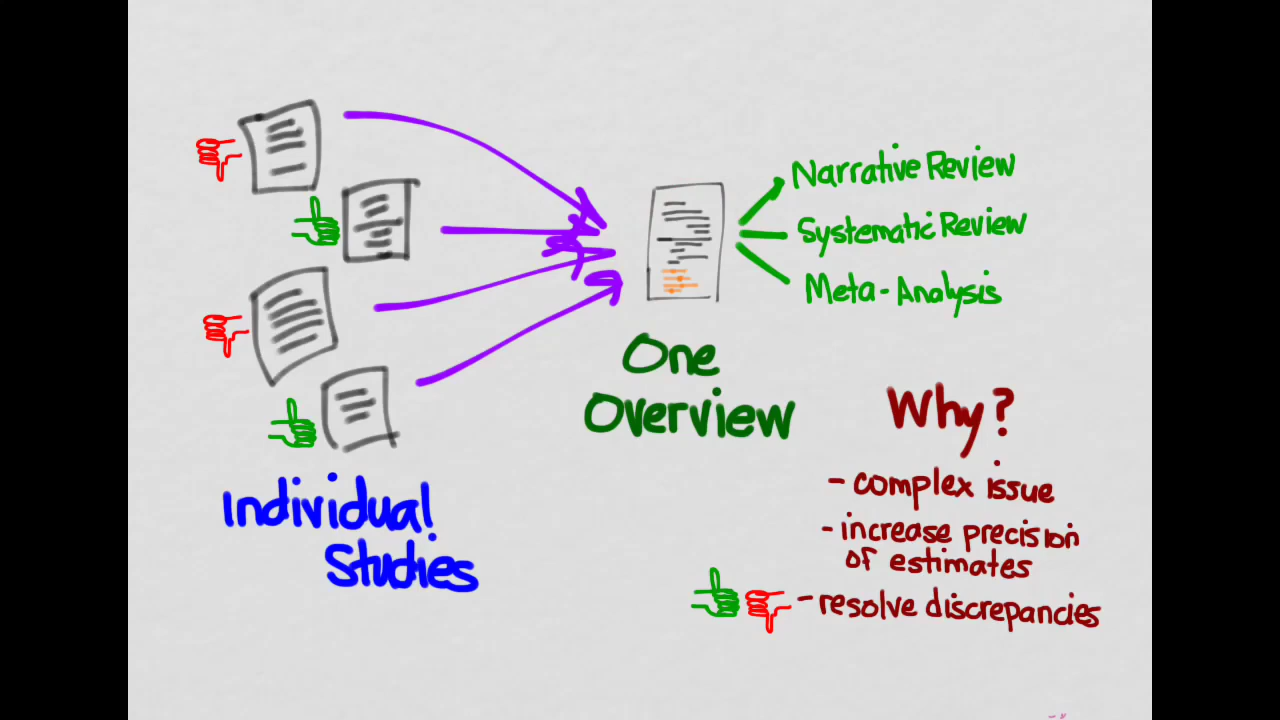 Individual
Studies
One
Overview
Narrative Review
Systematic Review
Meta-Analysis
Why?
- complex issue
- increase precision
of estimates
- resolve discrepancies